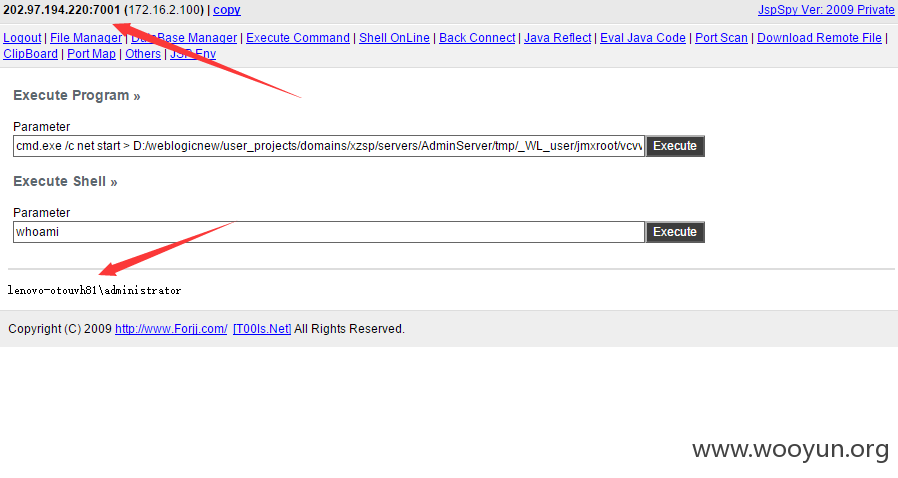 202.97.194.220:7001 (172.16.2.100) | copy JspSpy Ver: 2009 Private
Logout | File Manager | DataBase Manager | Execute Command | Shell OnLine | Back Connect | Java Reflect | Eval Java Code | Port Scan | Download Remote File |
ClipBoard | Port Map | Others | JSP Env
Execute Program »
Parameter
cmd.exe /c net start > D:/weblogicnew/user_projects/domains/xzsp/servers/AdminServer/tmp/_WL_user/jmxroot/vcvv Execute
Execute Shell »
Parameter
whoami Execute
lenovo-otouvh81\administrator
Copyright (C) 2009 http://www.Forjj.com/ [T00ls.Net] All Rights Reserved.
www.wooyun.org